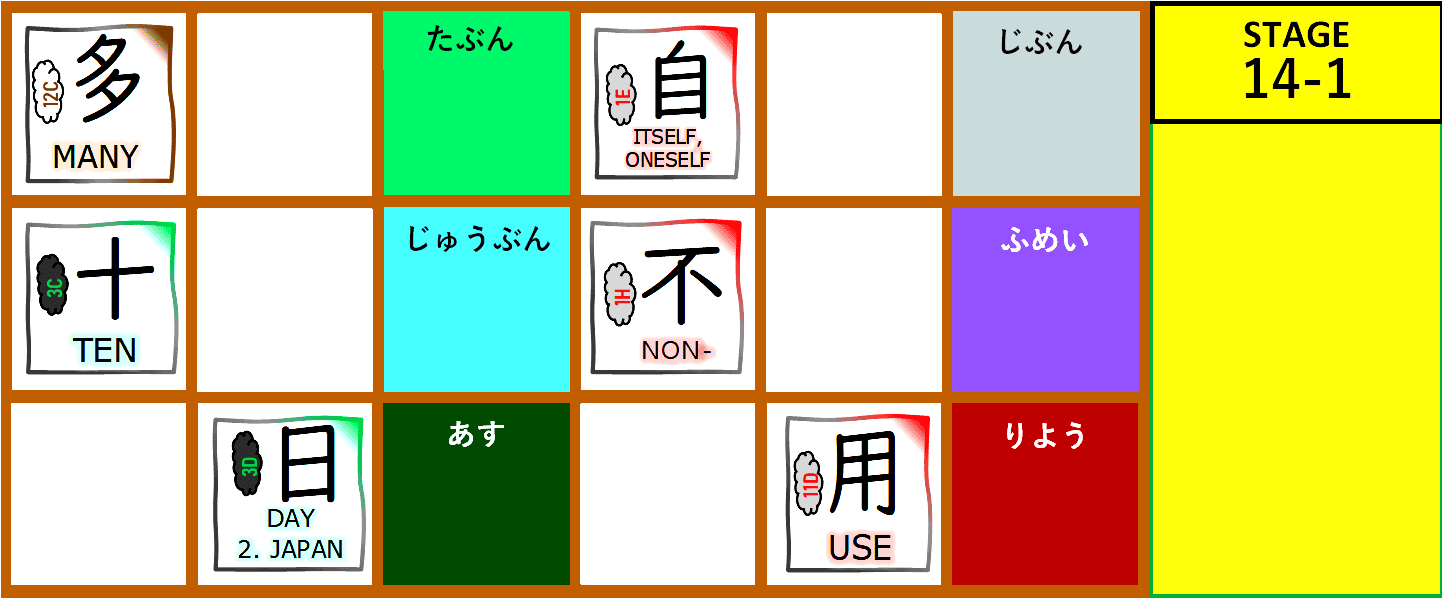 多
12C
MANY
たぶん
自
1E
ITSELF,
ONESELF
じぶん
STAGE
14-1
十
3C
TEN
じゅうぶん
不
1H
NON-
ふめい
日
3D
DAY
2. JAPAN
あす
用
11D
USE
りよう